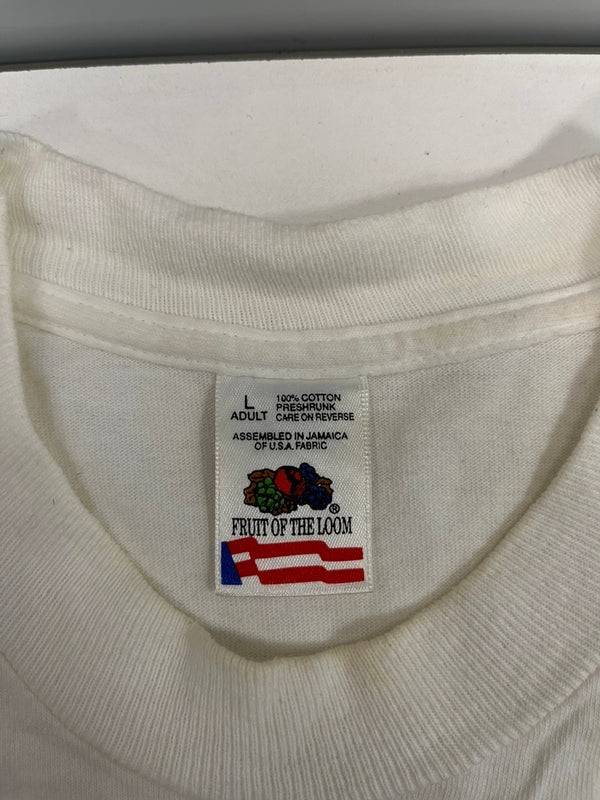 L
ADULT
100% COTTON
PRESHRUNK
CARE ON REVERSE
ASSEMBLED IN JAMAICA
OF U.S.A. FABRIC
®
FRUIT OF THE LOOM